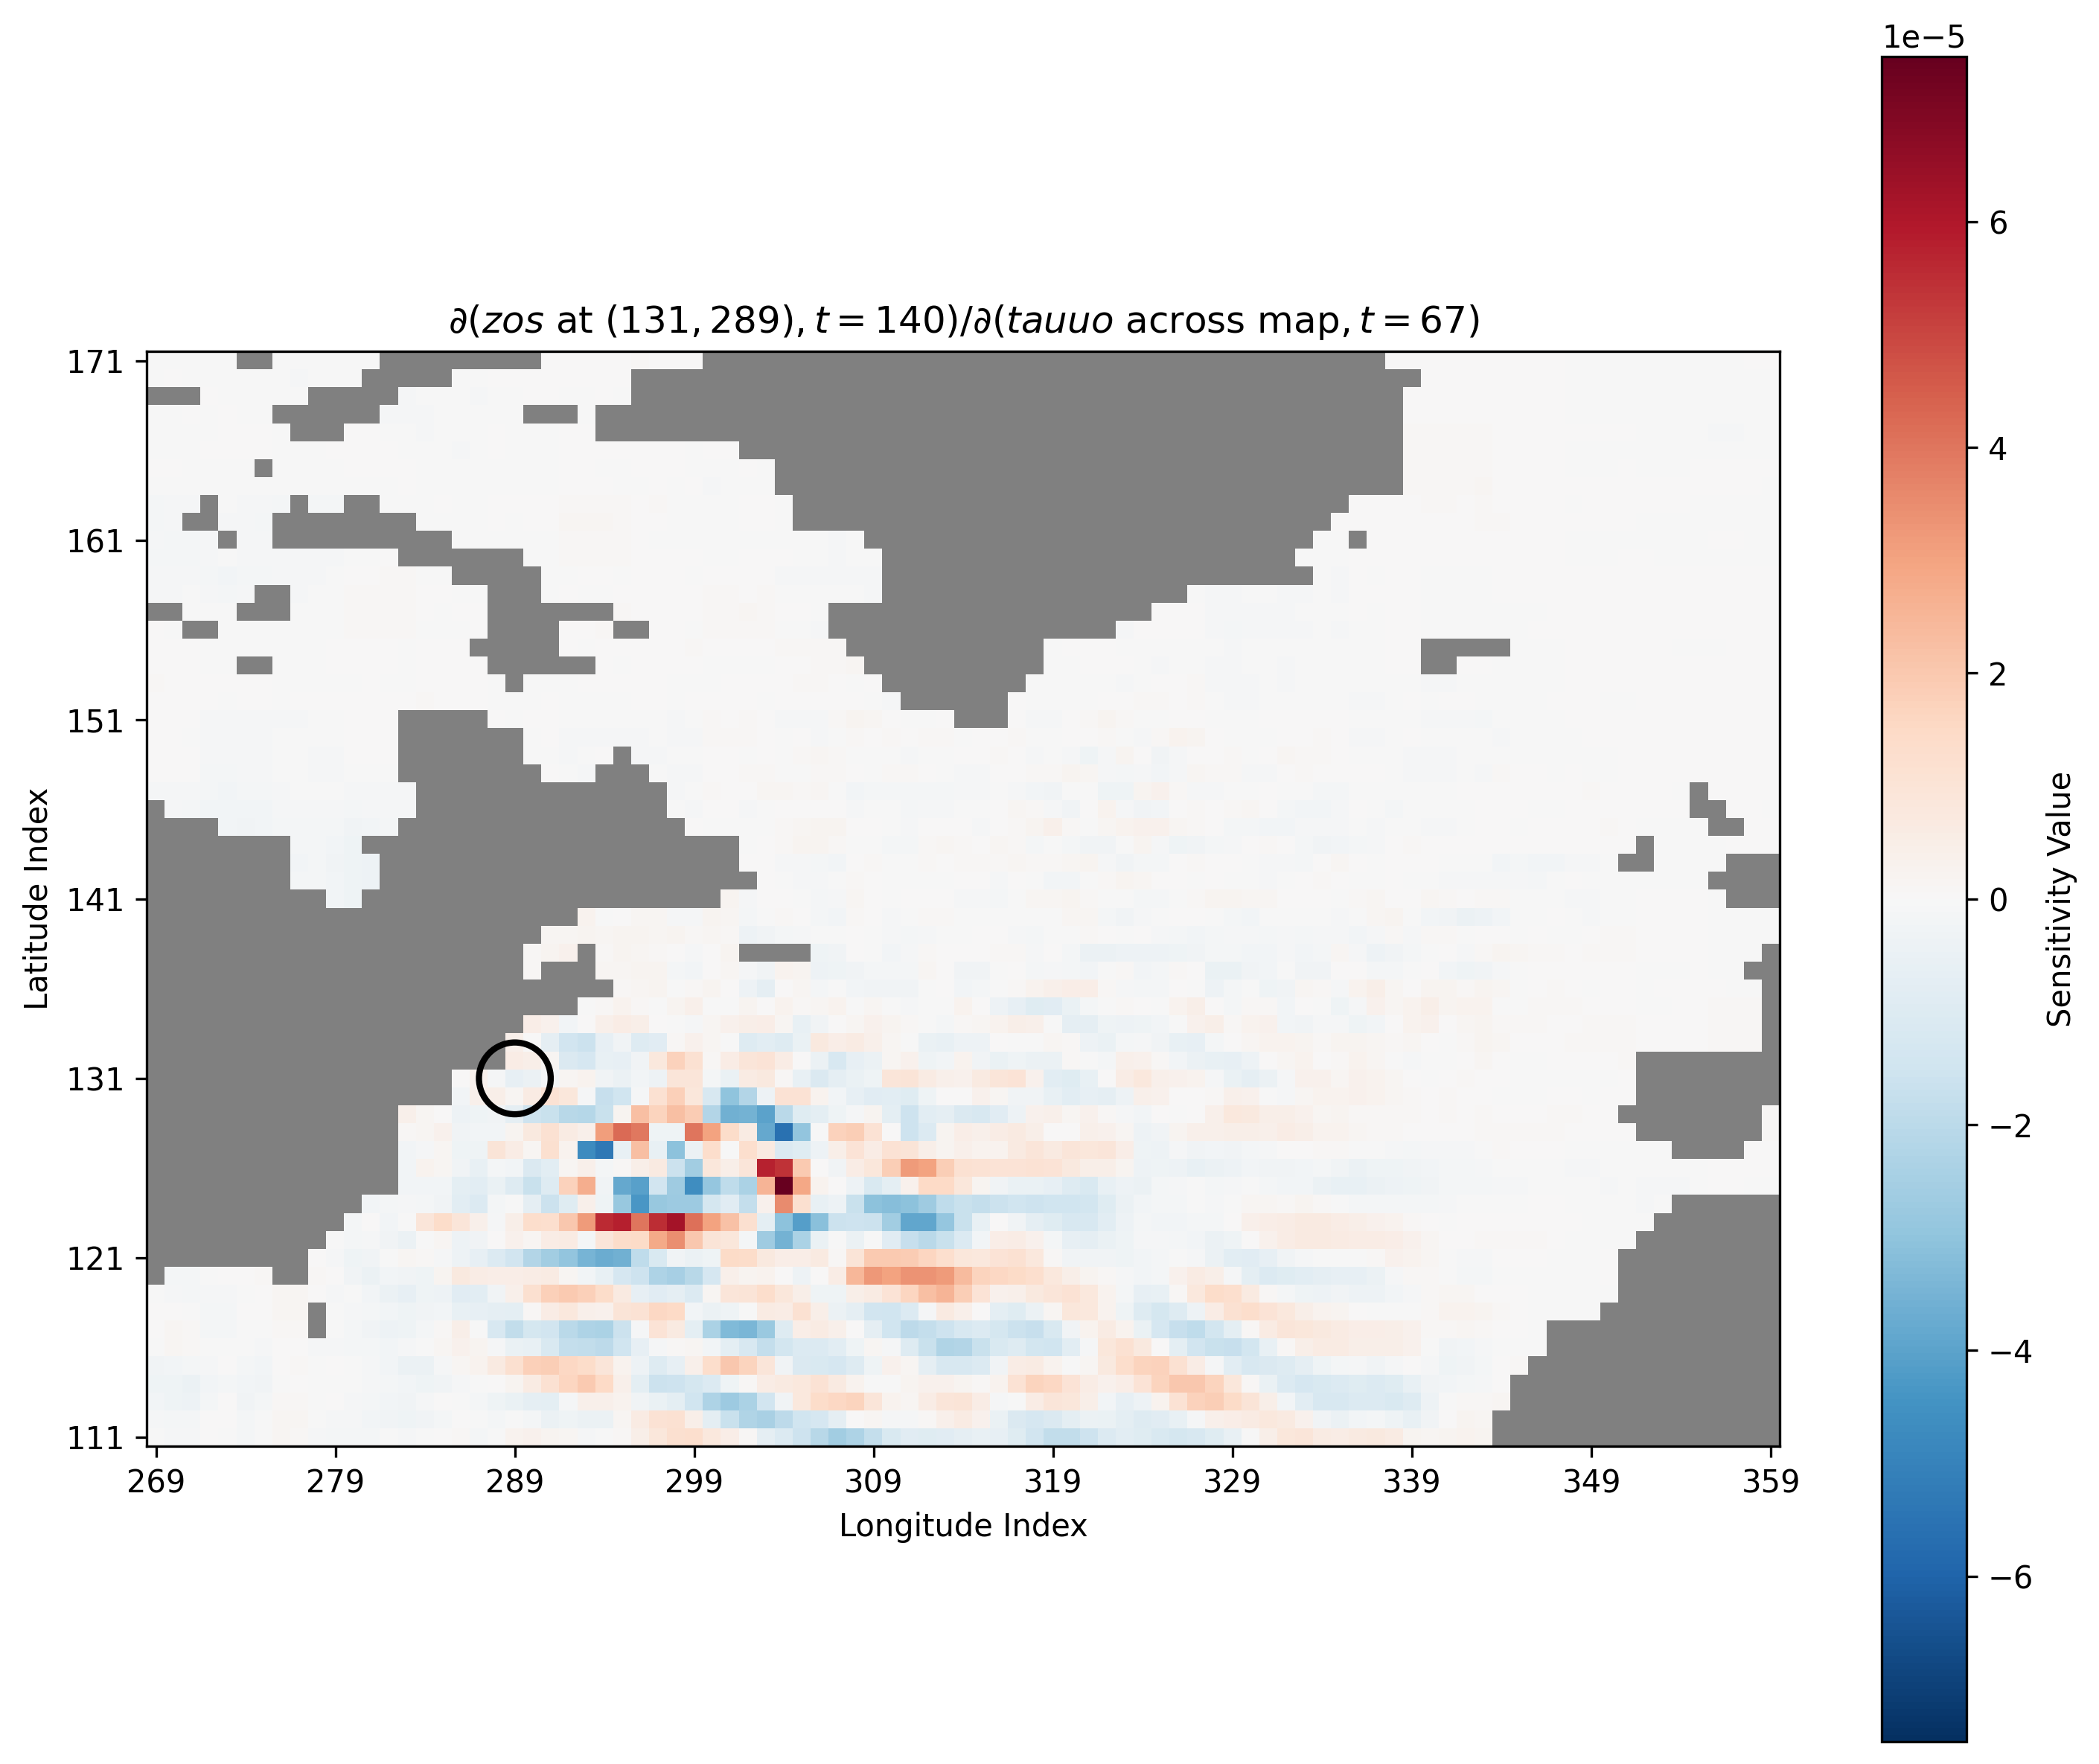 1e−5
∂(zos at (131, 289), t = 140)/∂(tauuo across map, t = 67)
171
161
151
141
131
121
111
Latitude Index
269 279 289 299 309 319 329 339 349 359
Longitude Index
6
4
2
0
−2
−4
−6
Sensitivity Value